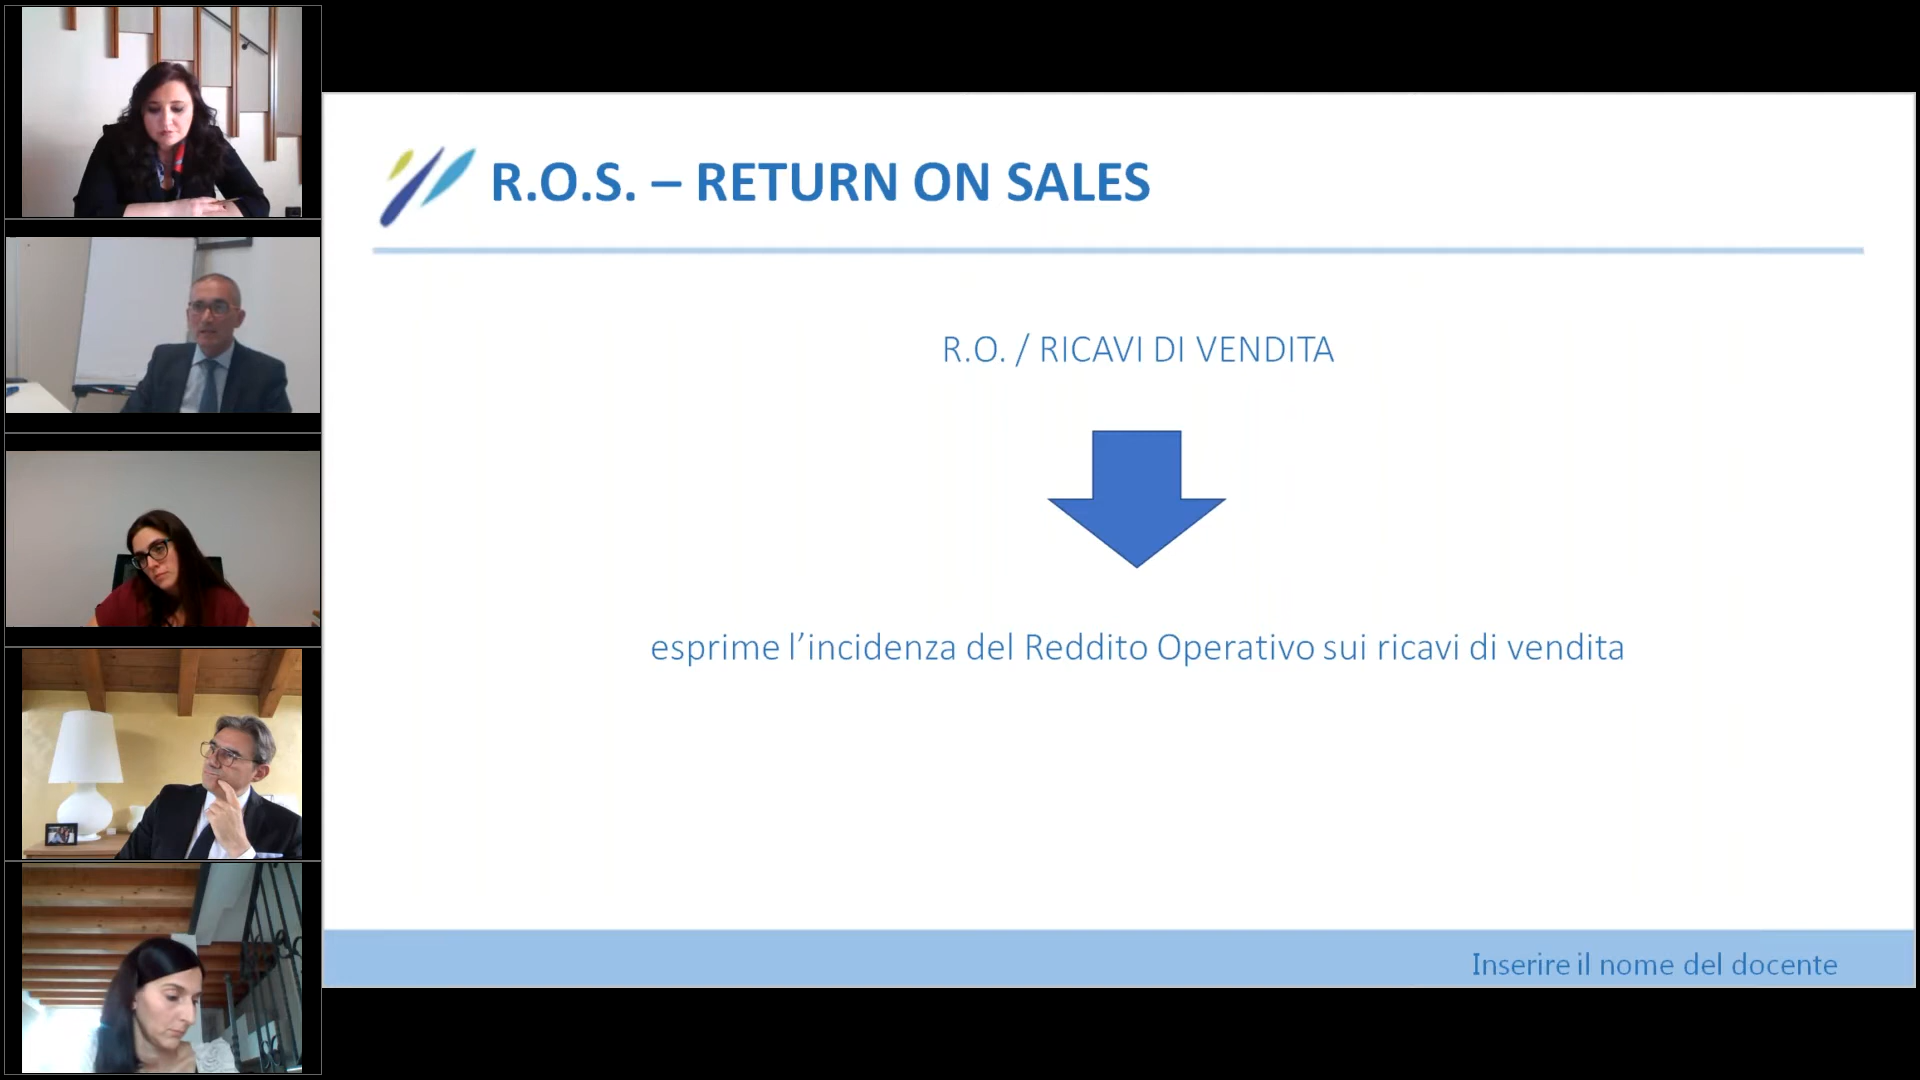 R.O.S. – RETURN ON SALES
R.O. / RICAVI DI VENDITA
esprime l’incidenza del Reddito Operativo sui ricavi di vendita
Inserire il nome del docente